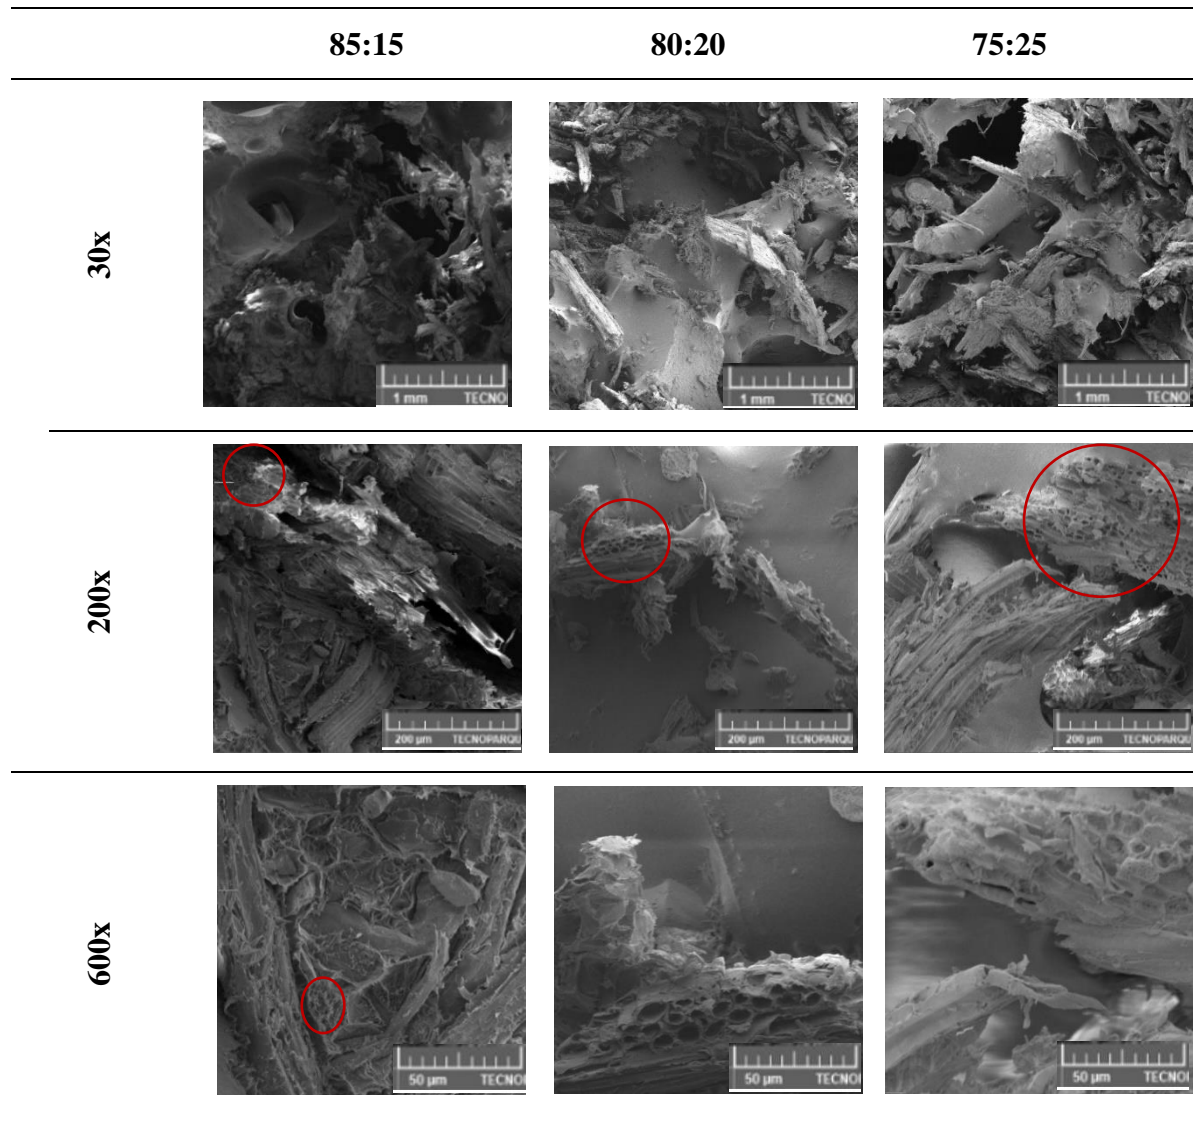 85:15 80:20 75:25
30x
1 mm TECNO
1 mm TECNO
1 mm TECNO
200x
200 µm TECNOPARQU
200 µm TECNOPARQU
200 µm TECNOPARQU
600x
50 µm TECNO
50 µm TECNO
50 µm TECNO